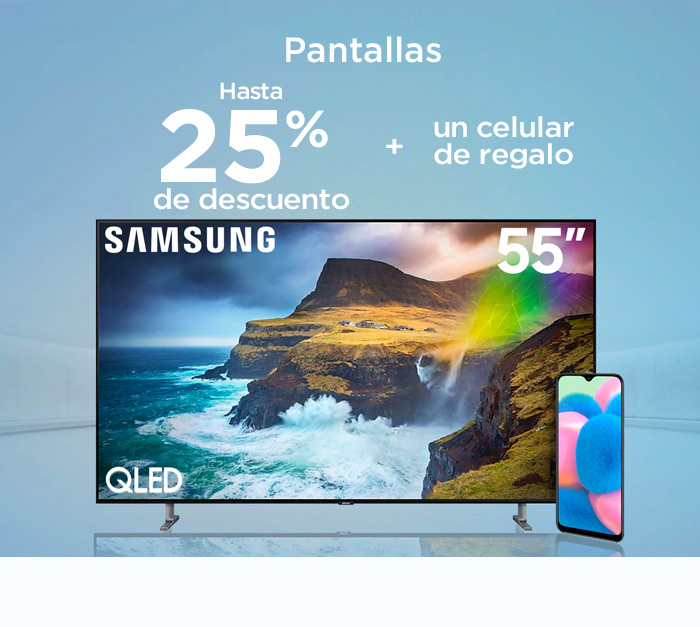 Pantallas
Hasta
25%
de descuento
+
un celular
de regalo
SAMSUNG
55”
QLED